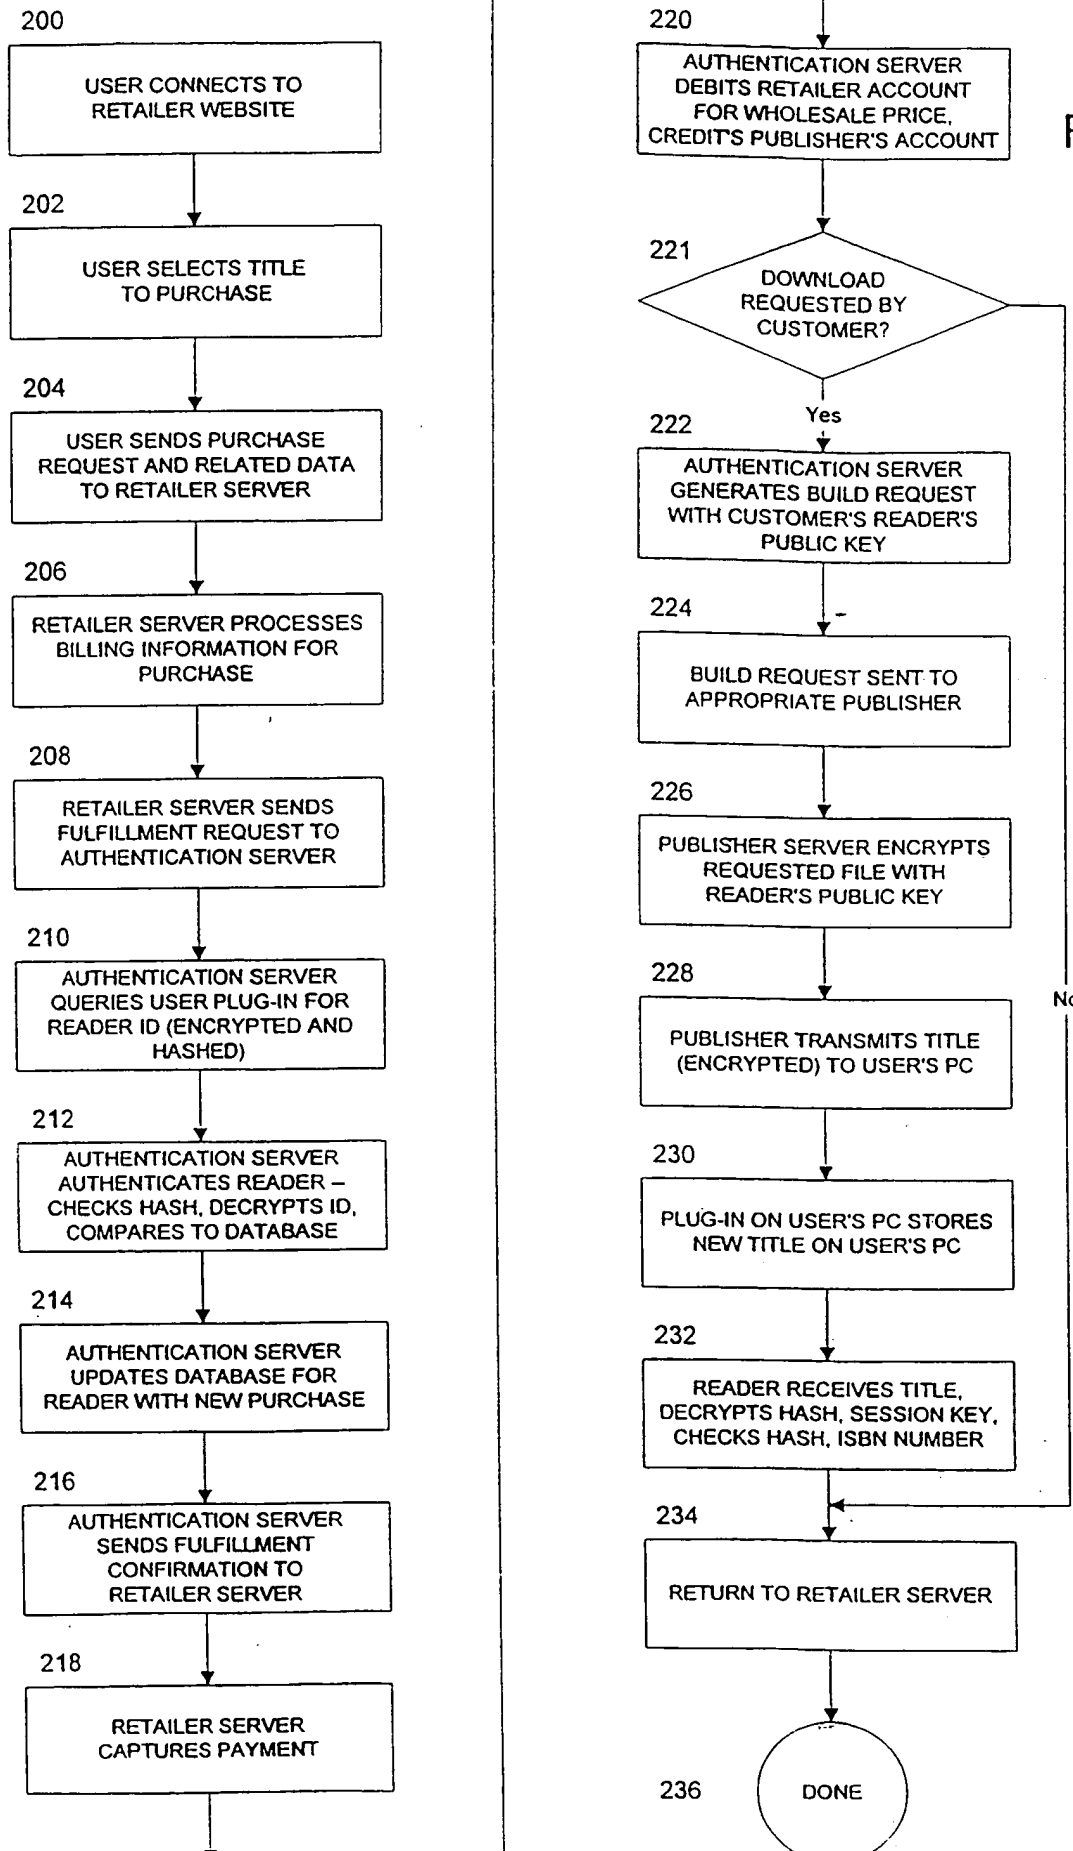 200
USER CONNECTS TO
RETAILER WEBSITE
202
USER SELECTS TITLE
TO PURCHASE
204
USER SENDS PURCHASE
REQUEST AND RELATED DATA
TO RETAILER SERVER
206
RETAILER SERVER PROCESSES
BILLING INFORMATION FOR
PURCHASE
208
RETAILER SERVER SENDS
FULFILLMENT REQUEST TO
AUTHENTICATION SERVER
210
AUTHENTICATION SERVER
QUERIES USER PLUG-IN FOR
READER ID (ENCRYPTED AND
HASHED)
212
AUTHENTICATION SERVER
AUTHENTICATES READER –
CHECKS HASH, DECRYPTS ID,
COMPARES TO DATABASE
214
AUTHENTICATION SERVER
UPDATES DATABASE FOR
READER WITH NEW PURCHASE
216
AUTHENTICATION SERVER
SENDS FULFILLMENT
CONFIRMATION TO
RETAILER SERVER
218
RETAILER SERVER
CAPTURES PAYMENT
220
AUTHENTICATION SERVER
DEBITS RETAILER ACCOUNT
FOR WHOLESALE PRICE,
CREDIT'S PUBLISHER'S ACCOUNT
221
DOWNLOAD
REQUESTED BY
CUSTOMER?
Yes
222
AUTHENTICATION SERVER
GENERATES BUILD REQUEST
WITH CUSTOMER'S READER'S
PUBLIC KEY
224
BUILD REQUEST SENT TO
APPROPRIATE PUBLISHER
226
PUBLISHER SERVER ENCRYPTS
REQUESTED FILE WITH
READER'S PUBLIC KEY
228
No
PUBLISHER TRANSMITS TITLE
(ENCRYPTED) TO USER'S PC
230
PLUG-IN ON USER'S PC STORES
NEW TITLE ON USER'S PC
232
READER RECEIVES TITLE,
DECRYPTS HASH, SESSION KEY,
CHECKS HASH, ISBN NUMBER
234
RETURN TO RETAILER SERVER
236
DONE